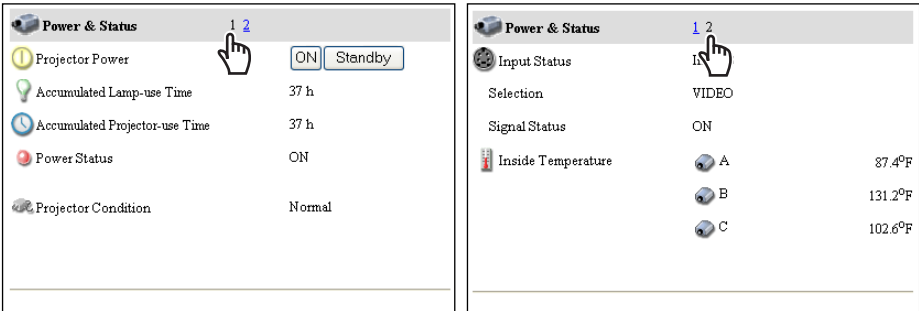 Power & Status 1 2
Projector Power ON Standby
Accumulated Lamp-use Time 37 h
Accumulated Projector-use Time 37 h
Power Status ON
Projector Condition Normal
Power & Status 1 2
Input Status
Selection VIDEO
Signal Status ON
Inside Temperature A 87.4ºF
B 131.2ºF
C 102.6ºF